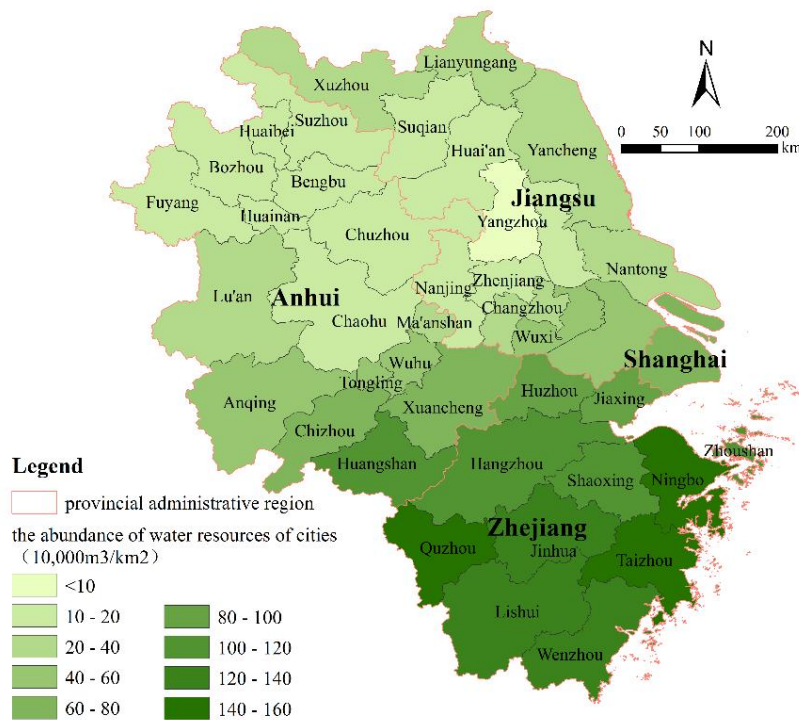 N
0 50 100 200
km
Lianyungang
Xuzhou
Suzhou
Huaibei
Suqian
Huai'an
Yancheng
Bozhou
Bengbu
Fuyang
Huainan
Jiangsu
Yangzhou
Chuzhou
Nantong
Lu'an
Nanjing
Zhenjiang
Anhui
Changzhou
Chaohu
Ma'anshan
Wuxi
Wuhu
Shanghai
Tongling
Anqing
Xuancheng
Huzhou
Jiaxing
Chizhou
Huangshan
Hangzhou
Zhoushan
Shaoxing
Ningbo
Zhejiang
Quzhou
Jinhua
Taizhou
Lishui
Wenzhou
Legend
provincial administrative region
the abundance of water resources of cities
（10,000m3/km2）
<10
10 - 20
20 - 40
40 - 60
60 - 80
80 - 100
100 - 120
120 - 140
140 - 160